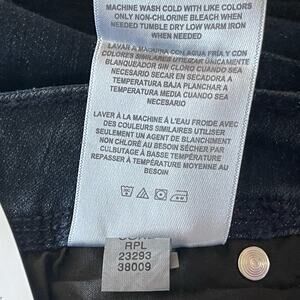 MACHINE WASH COLD WITH LIKE COLORS
ONLY NON-CHLORINE BLEACH WHEN
NEEDED TUMBLE DRY LOW WARM IRON
WHEN NEEDED
LAVAR A MAQUINA CON AGUA FRIA Y CON
COLORES SIMILARES UTILIZAR ÚNICAMENTE
BLANQUEADOR SIN CLORO CUANDO SEA
NECESARIO SECAR EN SECADORA A
TEMPERATURA BAJA PLANCHAR A
TEMPERATURA MEDIA CUANDO SEA
NECESARIO
LAVER À LA MACHINE À L'EAU FROIDE AVEC
DES COULEURS SIMILAIRES UTILISER
SEULEMENT UN AGENT DE BLANCHIMENT
SANS CHLORE AU BESOIN SÉCHER PAR
CULBUTAGE À BASSE TEMPÉRATURE
REPASSER À TEMPÉRATURE MOYENNE AU
BESOIN
RPL
23293
38009